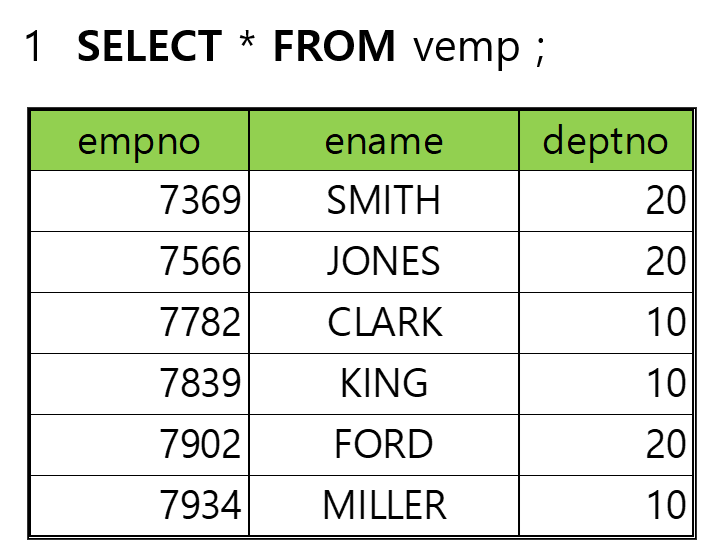 1 SELECT * FROM vemp ;
empno ename deptno
7369 SMITH 20
7566 JONES 20
7782 CLARK 10
7839 KING 10
7902 FORD 20
7934 MILLER 10